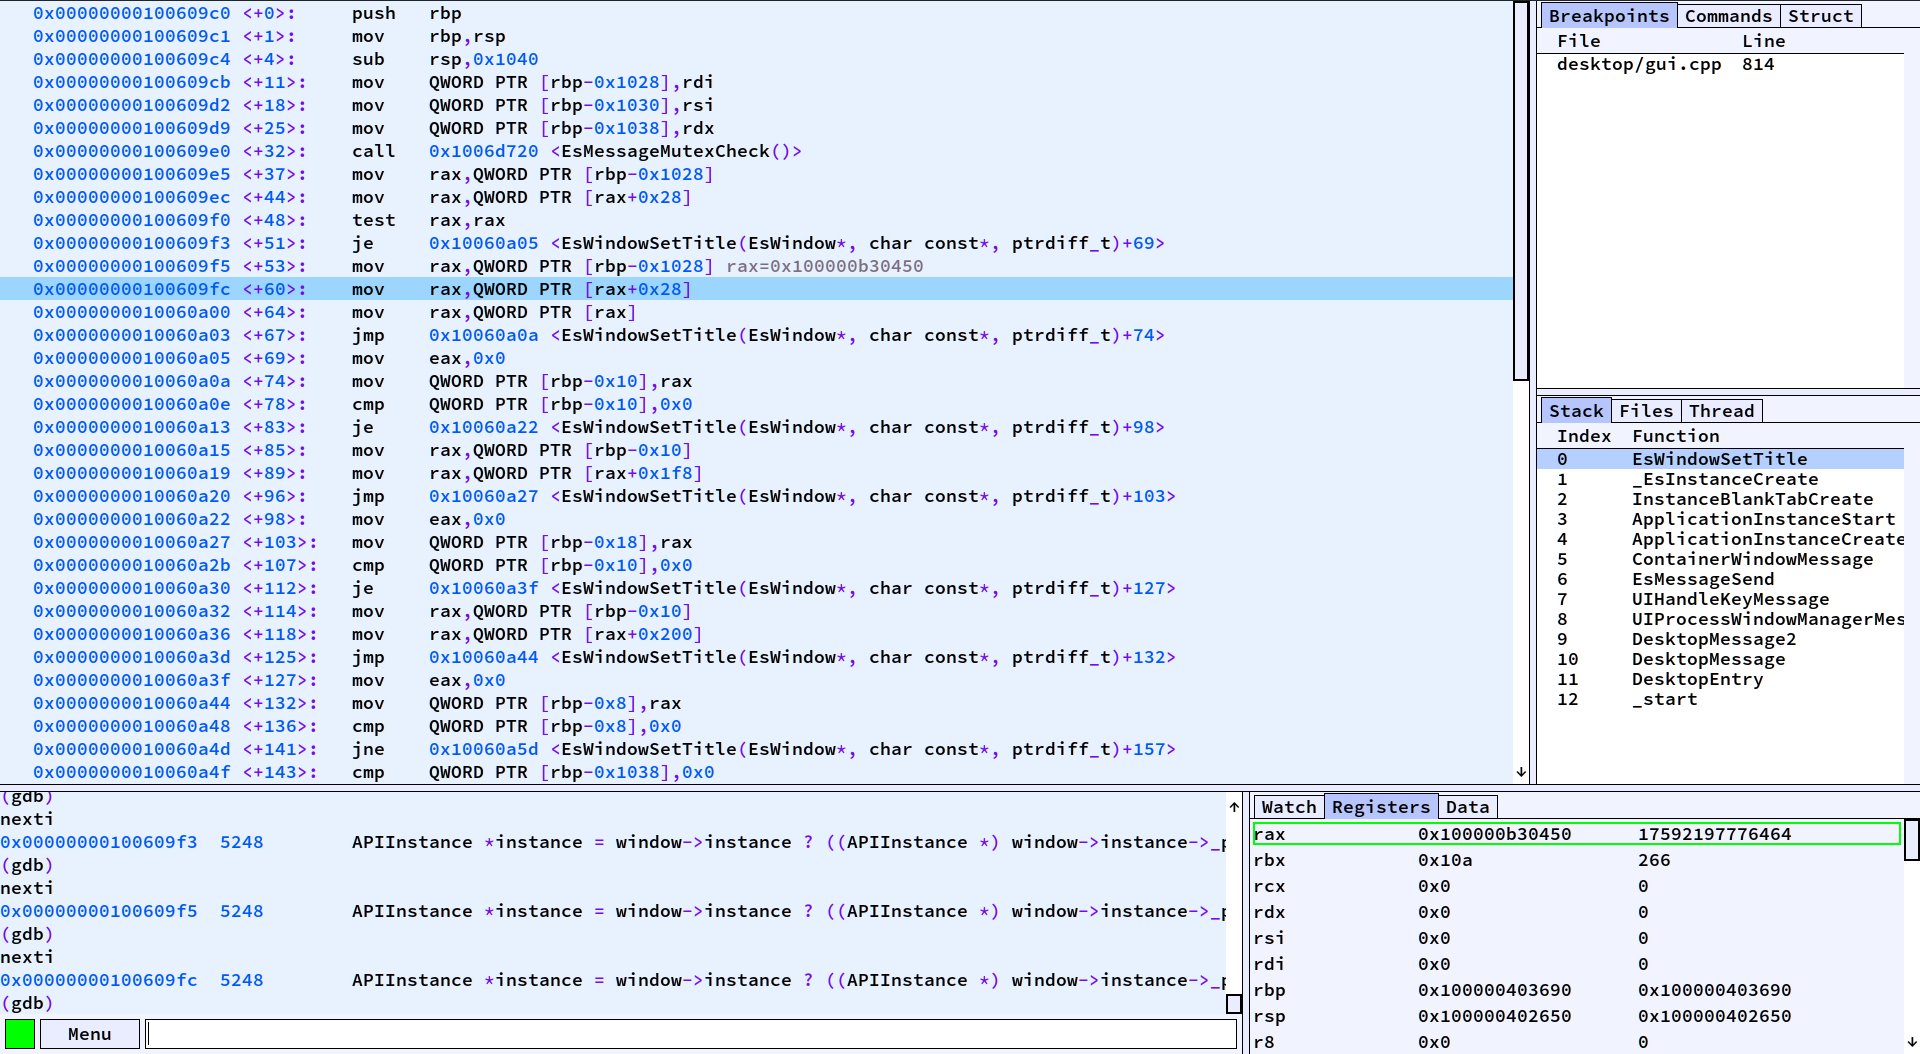 0x00000000100609c0 <+0>: push rbp
0x00000000100609c1 <+1>: mov rbp,rsp
0x00000000100609c4 <+4>: sub rsp,0x1040
0x00000000100609cb <+11>: mov QWORD PTR [rbp-0x1028],rdi
0x00000000100609d2 <+18>: mov QWORD PTR [rbp-0x1030],rsi
0x00000000100609d9 <+25>: mov QWORD PTR [rbp-0x1038],rdx
0x00000000100609e0 <+32>: call 0x1006d720 <EsMessageMutexCheck()>
0x00000000100609e5 <+37>: mov rax,QWORD PTR [rbp-0x1028]
0x00000000100609ec <+44>: mov rax,QWORD PTR [rax+0x28]
0x00000000100609f0 <+48>: test rax,rax
0x00000000100609f3 <+51>: je 0x10060a05 <EsWindowSetTitle(EsWindow*, char const*, ptrdiff_t)+69>
0x00000000100609f5 <+53>: mov rax,QWORD PTR [rbp-0x1028] rax=0x100000b30450
0x00000000100609fc <+60>: mov rax,QWORD PTR [rax+0x28]
0x0000000010060a00 <+64>: mov rax,QWORD PTR [rax]
0x0000000010060a03 <+67>: jmp 0x10060a0a <EsWindowSetTitle(EsWindow*, char const*, ptrdiff_t)+74>
0x0000000010060a05 <+69>: mov eax,0x0
0x0000000010060a0a <+74>: mov QWORD PTR [rbp-0x10],rax
0x0000000010060a0e <+78>: cmp QWORD PTR [rbp-0x10],0x0
0x0000000010060a13 <+83>: je 0x10060a22 <EsWindowSetTitle(EsWindow*, char const*, ptrdiff_t)+98>
0x0000000010060a15 <+85>: mov rax,QWORD PTR [rbp-0x10]
0x0000000010060a19 <+89>: mov rax,QWORD PTR [rax+0x1f8]
0x0000000010060a20 <+96>: jmp 0x10060a27 <EsWindowSetTitle(EsWindow*, char const*, ptrdiff_t)+103>
0x0000000010060a22 <+98>: mov eax,0x0
0x0000000010060a27 <+103>: mov QWORD PTR [rbp-0x18],rax
0x0000000010060a2b <+107>: cmp QWORD PTR [rbp-0x10],0x0
0x0000000010060a30 <+112>: je 0x10060a3f <EsWindowSetTitle(EsWindow*, char const*, ptrdiff_t)+127>
0x0000000010060a32 <+114>: mov rax,QWORD PTR [rbp-0x10]
0x0000000010060a36 <+118>: mov rax,QWORD PTR [rax+0x200]
0x0000000010060a3d <+125>: jmp 0x10060a44 <EsWindowSetTitle(EsWindow*, char const*, ptrdiff_t)+132>
0x0000000010060a3f <+127>: mov eax,0x0
0x0000000010060a44 <+132>: mov QWORD PTR [rbp-0x8],rax
0x0000000010060a48 <+136>: cmp QWORD PTR [rbp-0x8],0x0
0x0000000010060a4d <+141>: jne 0x10060a5d <EsWindowSetTitle(EsWindow*, char const*, ptrdiff_t)+157>
0x0000000010060a4f <+143>: cmp QWORD PTR [rbp-0x1038],0x0
Breakpoints Commands Struct
File Line
desktop/gui.cpp 814
Stack Files Thread
Index Function
0 EsWindowSetTitle
1 _EsInstanceCreate
2 InstanceBlankTabCreate
3 ApplicationInstanceStart
4 ApplicationInstanceCreate
5 ContainerWindowMessage
6 EsMessageSend
7 UIHandleKeyMessage
8 UIProcessWindowManagerMes
9 DesktopMessage2
10 DesktopMessage
11 DesktopEntry
12 _start
(gdb)
nexti
0x00000000100609f3 5248 APIInstance *instance = window->instance ? ((APIInstance *) window->instance->_p
(gdb)
nexti
0x00000000100609f5 5248 APIInstance *instance = window->instance ? ((APIInstance *) window->instance->_p
(gdb)
nexti
0x00000000100609fc 5248 APIInstance *instance = window->instance ? ((APIInstance *) window->instance->_p
(gdb)
Menu
Watch Registers Data
rax 0x100000b30450 17592197776464
rbx 0x10a 266
rcx 0x0 0
rdx 0x0 0
rsi 0x0 0
rdi 0x0 0
rbp 0x100000403690 0x100000403690
rsp 0x100000402650 0x100000402650
r8 0x0 0